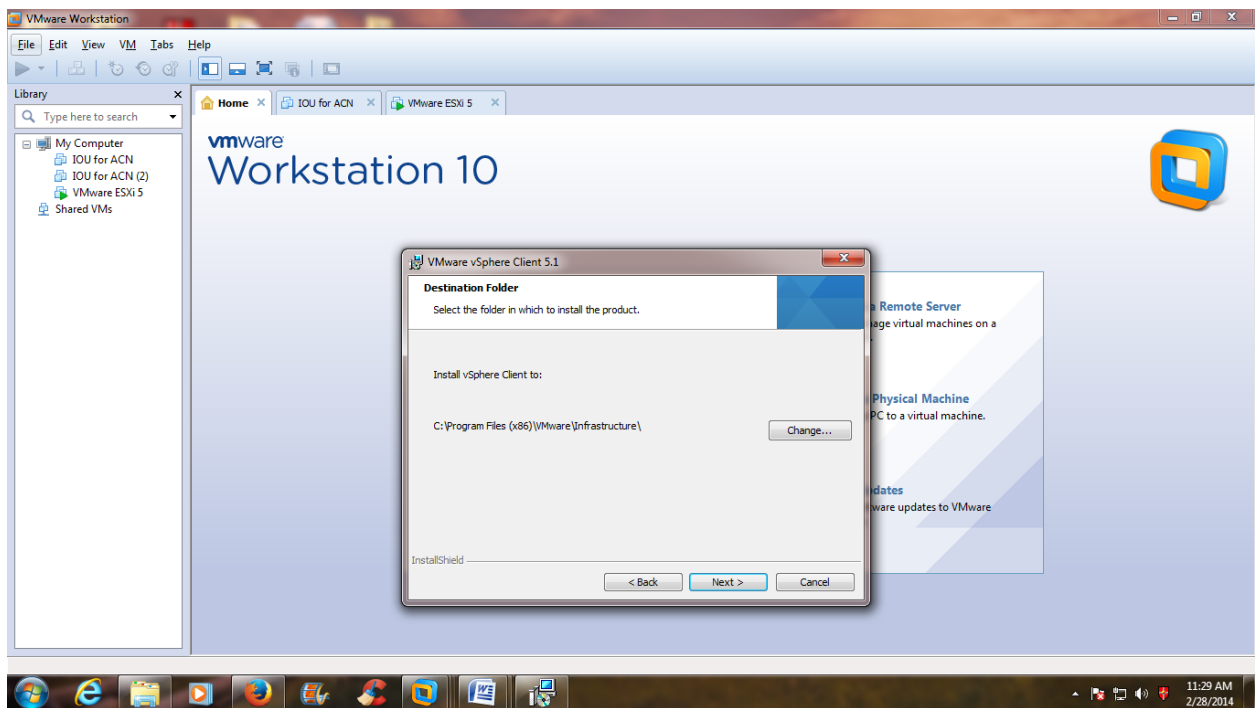 VMware Workstation
File Edit View VM Tabs Help
Library
Type here to search
My Computer
IOU for ACN
IOU for ACN (2)
VMware ESXi 5
Shared VMs
Home IOU for ACN VMware ESXi 5
vmware
Workstation 10
VMware vSphere Client 5.1
Destination Folder
Select the folder in which to install the product.
Install vSphere Client to:
C:\Program Files (x86)\VMware\Infrastructure\
Change...
InstallShield
< Back Next > Cancel
a Remote Server
virtual machines on a
Physical Machine
PC to a virtual machine.
updates to VMware
11:29 AM
2/28/2014